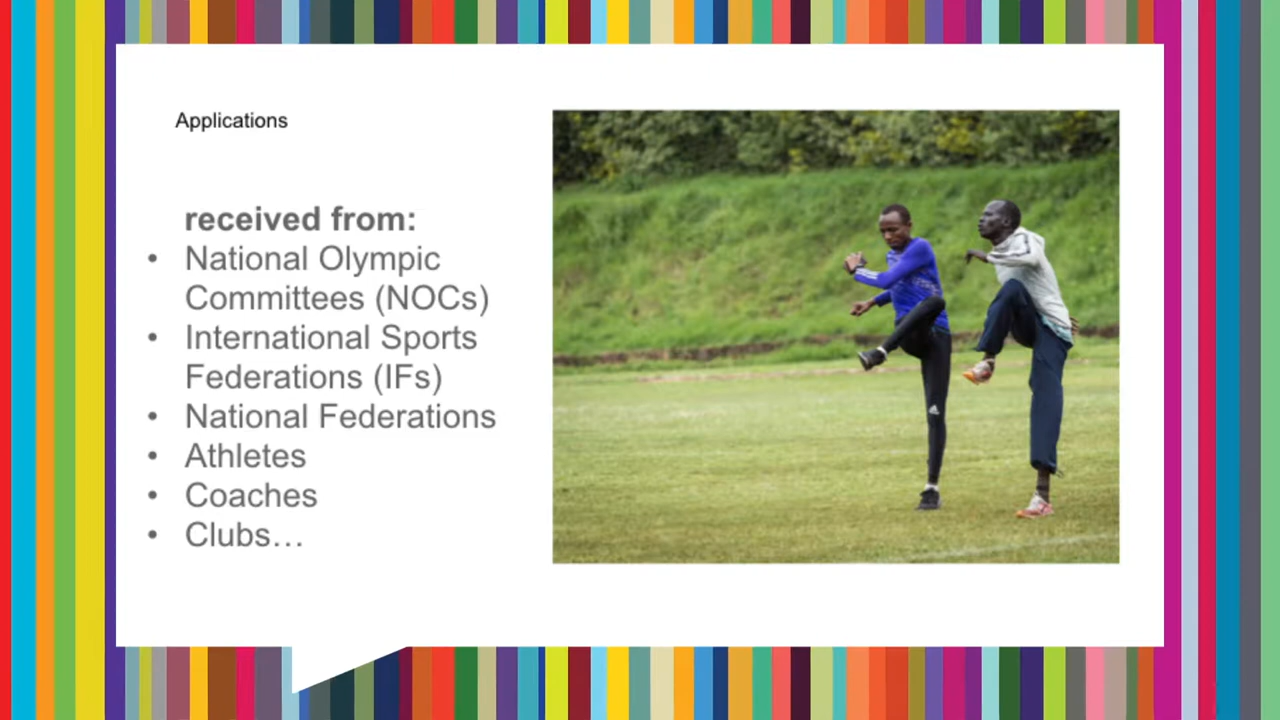 Applications
received from:
• National Olympic
Committees (NOCs)
• International Sports
Federations (IFs)
• National Federations
• Athletes
• Coaches
• Clubs…